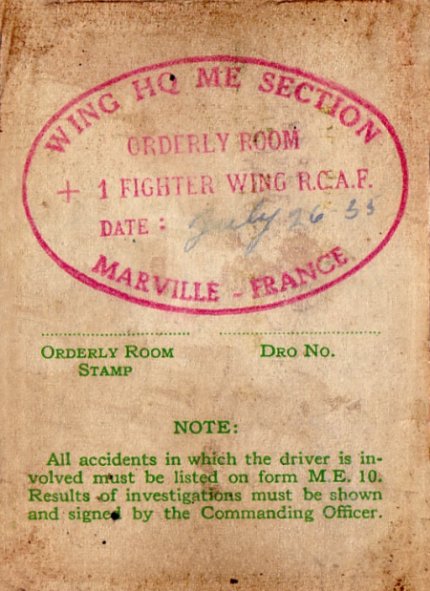 WING HQ ME SECTION
ORDERLY ROOM
+ 1 FIGHTER WING R.C.A.F.
DATE : July 26 55
MARVILLE - FRANCE
ORDERLY ROOM DRO NO.
STAMP
NOTE:
All accidents in which the driver is in-
volved must be listed on form M.E. 10.
Results of investigations must be shown
and signed by the Commanding Officer.